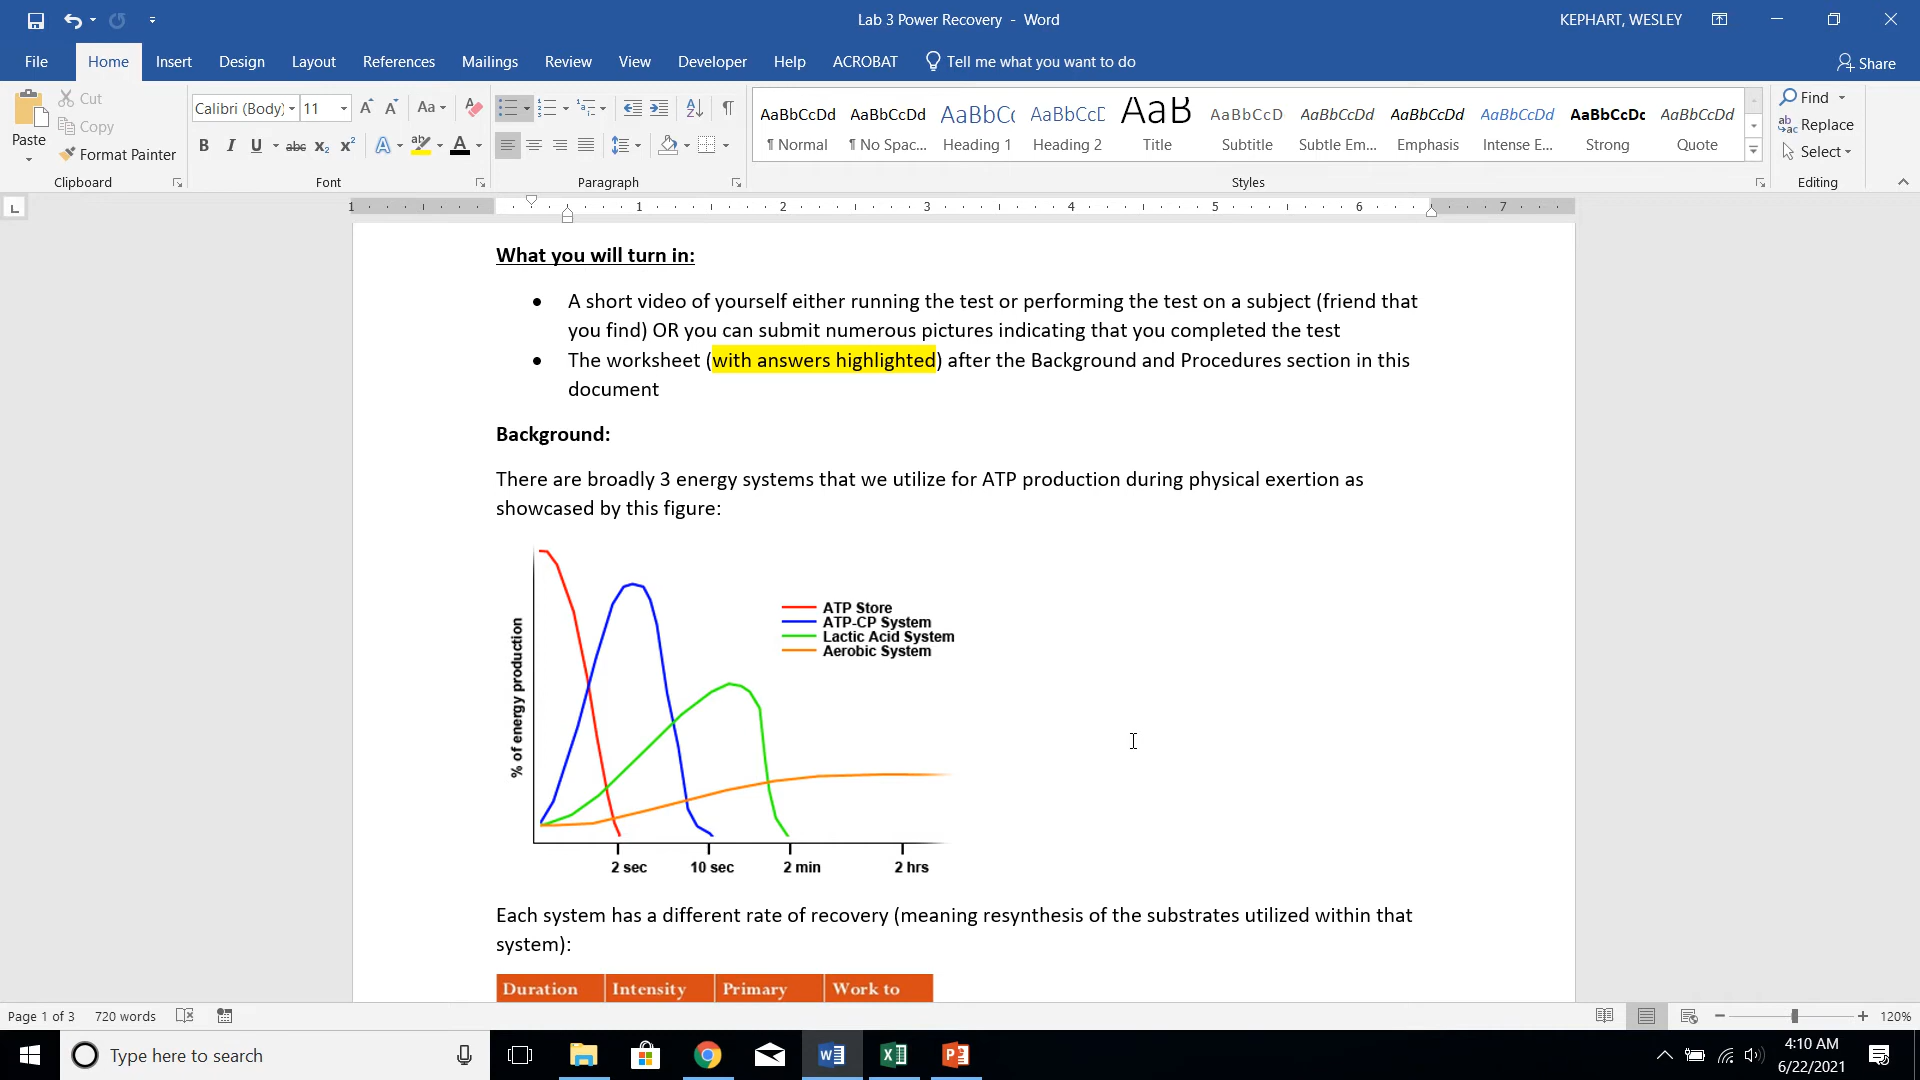 Lab 3 Power Recovery - Word
KEPHART, WESLEY
File Home Insert Design Layout References Mailings Review View Developer Help ACROBAT Tell me what you want to do
Share
Paste
Cut
Copy
Format Painter
Clipboard
Calibri (Body) 11
Font
Paragraph
AaBbCcDd AaBbCcDd AaBbCc AaBbCcC AaB AaBbCcD AaBbCcDd AaBbCcDd AaBbCcDd AaBbCcDc AaBbCcDd
¶ Normal ¶ No Spac... Heading 1 Heading 2 Title Subtitle Subtle Em... Emphasis Intense E... Strong Quote
Styles
Find
Replace
Select
Editing
1 1 2 3 4 5 6 7
What you will turn in:
• A short video of yourself either running the test or performing the test on a subject (friend that
you find) OR you can submit numerous pictures indicating that you completed the test
• The worksheet (with answers highlighted) after the Background and Procedures section in this
document
Background:
There are broadly 3 energy systems that we utilize for ATP production during physical exertion as
showcased by this figure:
% of energy production
ATP Store
ATP-CP System
Lactic Acid System
Aerobic System
2 sec 10 sec 2 min 2 hrs
Each system has a different rate of recovery (meaning resynthesis of the substrates utilized within that
system):
Duration Intensity Primary Work to
Page 1 of 3 720 words
120%
Type here to search
4:10 AM
6/22/2021